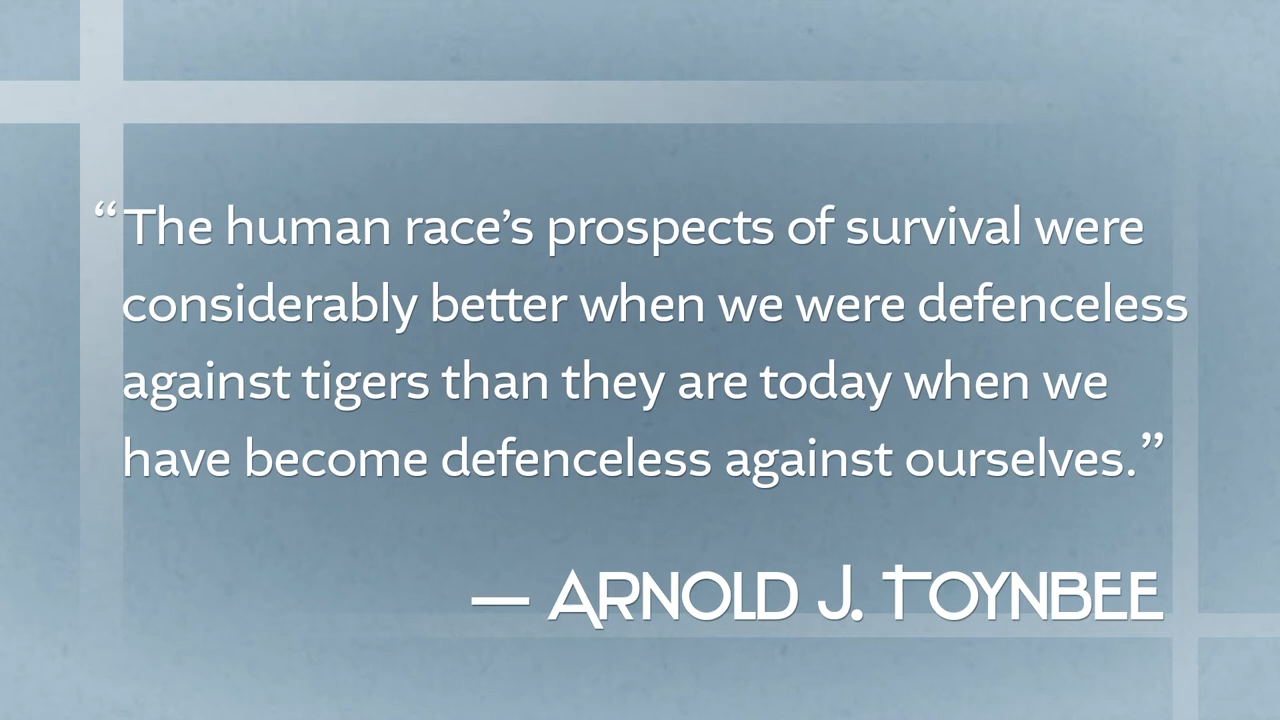 “The human race’s prospects of survival were
considerably better when we were defenceless
against tigers than they are today when we
have become defenceless against ourselves.”
— ARNOLD J. TOYNBEE